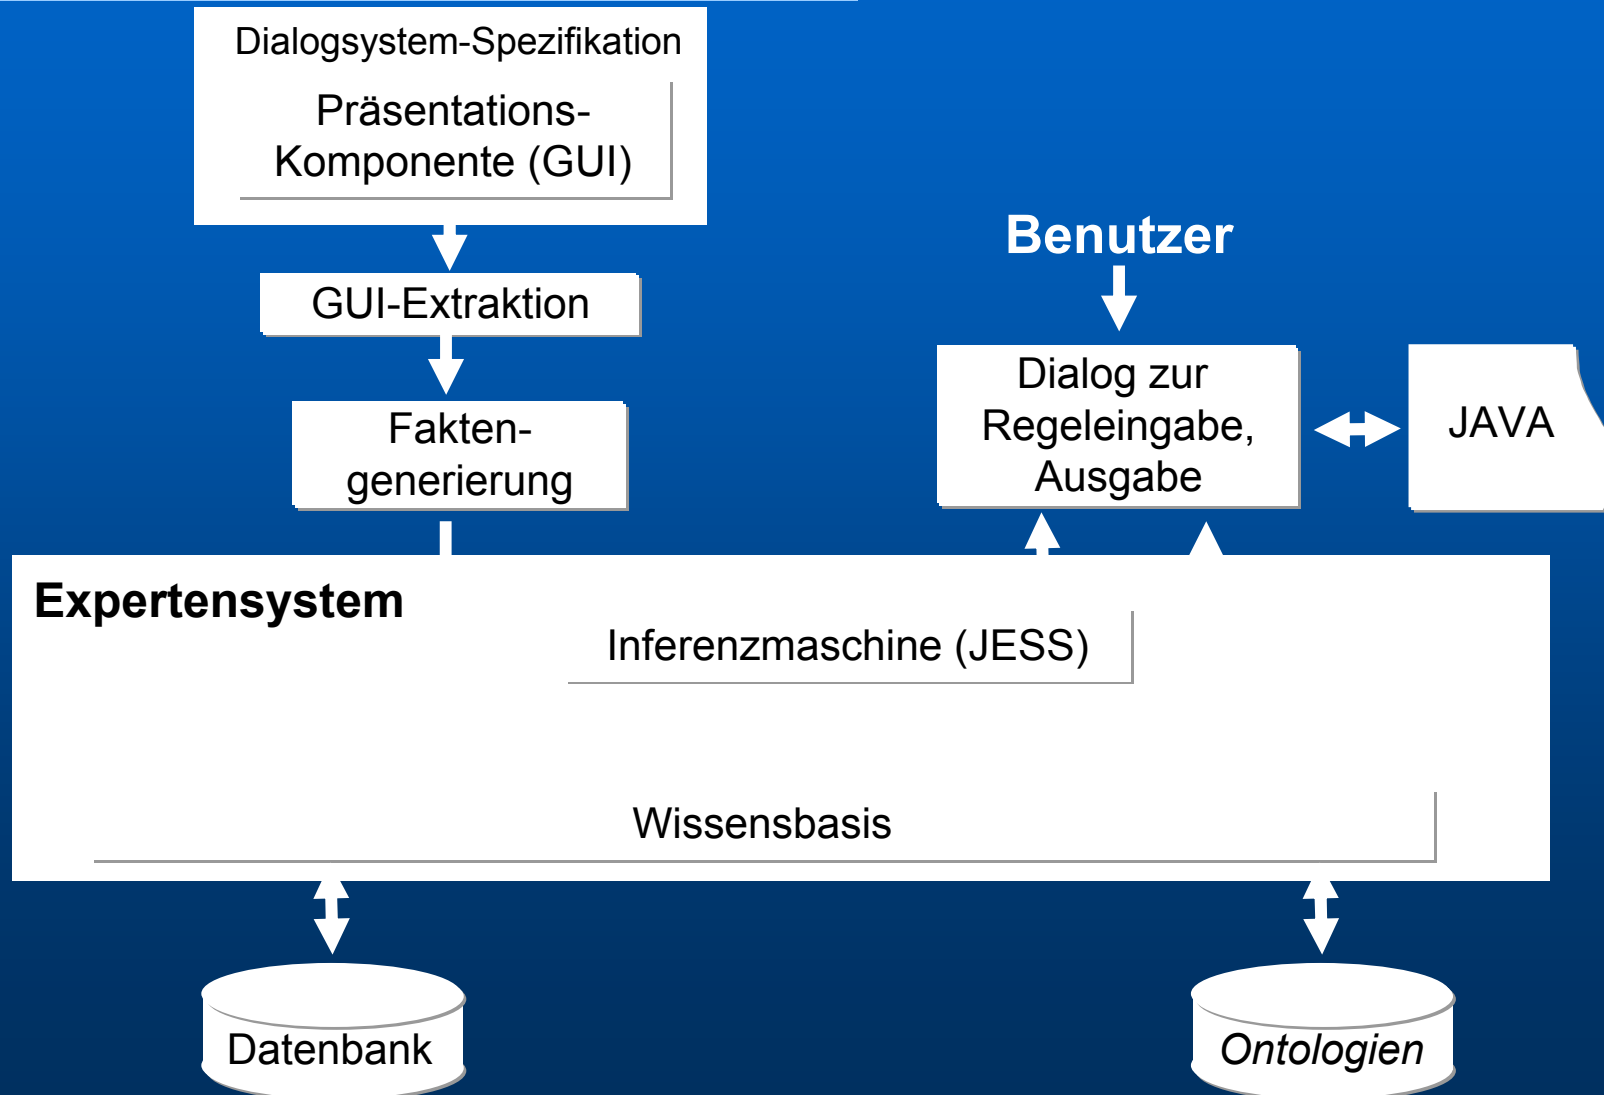 Dialogsystem-Spezifikation
Präsentations-
Komponente (GUI)
GUI-Extraktion
Fakten-
generierung
Benutzer
Dialog zur
Regeleingabe,
Ausgabe
JAVA
Expertensystem
Inferenzmaschine (JESS)
Wissensbasis
Datenbank
Ontologien